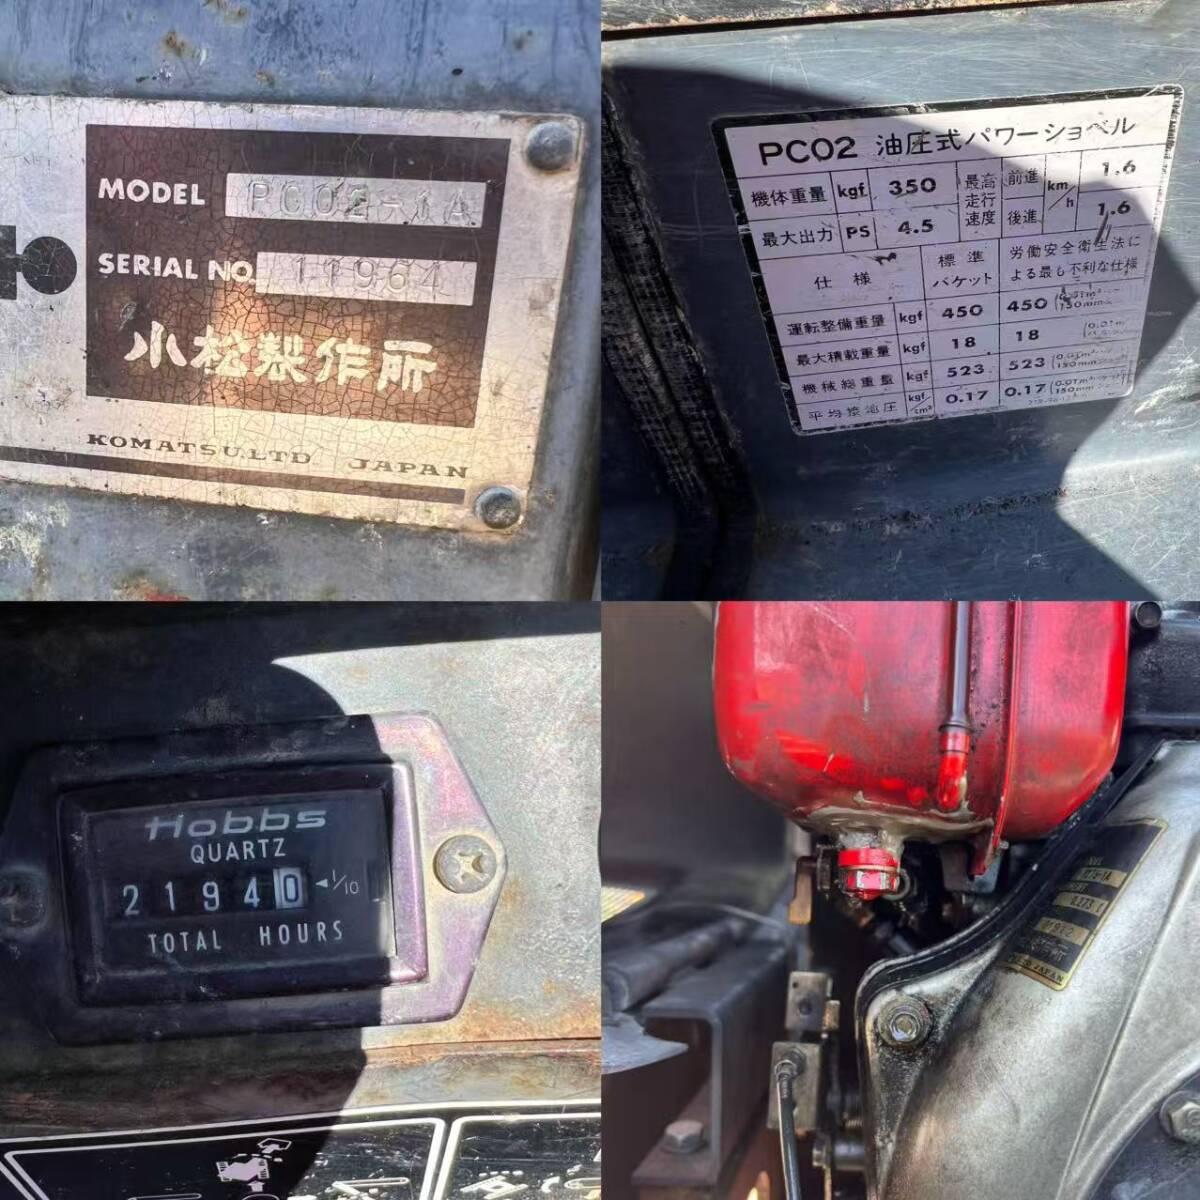 MODEL PC02-1A
SERIAL NO. 11964
小松製作所
KOMATSU.LTD JAPAN
PC02 油圧式パワーショベル
機体重量 kgf 350 最高走行速度 前進 km/h 1.6
最大出力 PS 4.5 後進 1.6
仕様 標準バケット 労働安全衛生法による最も不利な仕様
運転整備重量 kgf 450 450
最大積載重量 kgf 18 18
機械総重量 kgf 523 523
平均接地圧 kgf/cm² 0.17 0.17
Hobbs
QUARTZ
21940 1/10
TOTAL HOURS
JAPAN